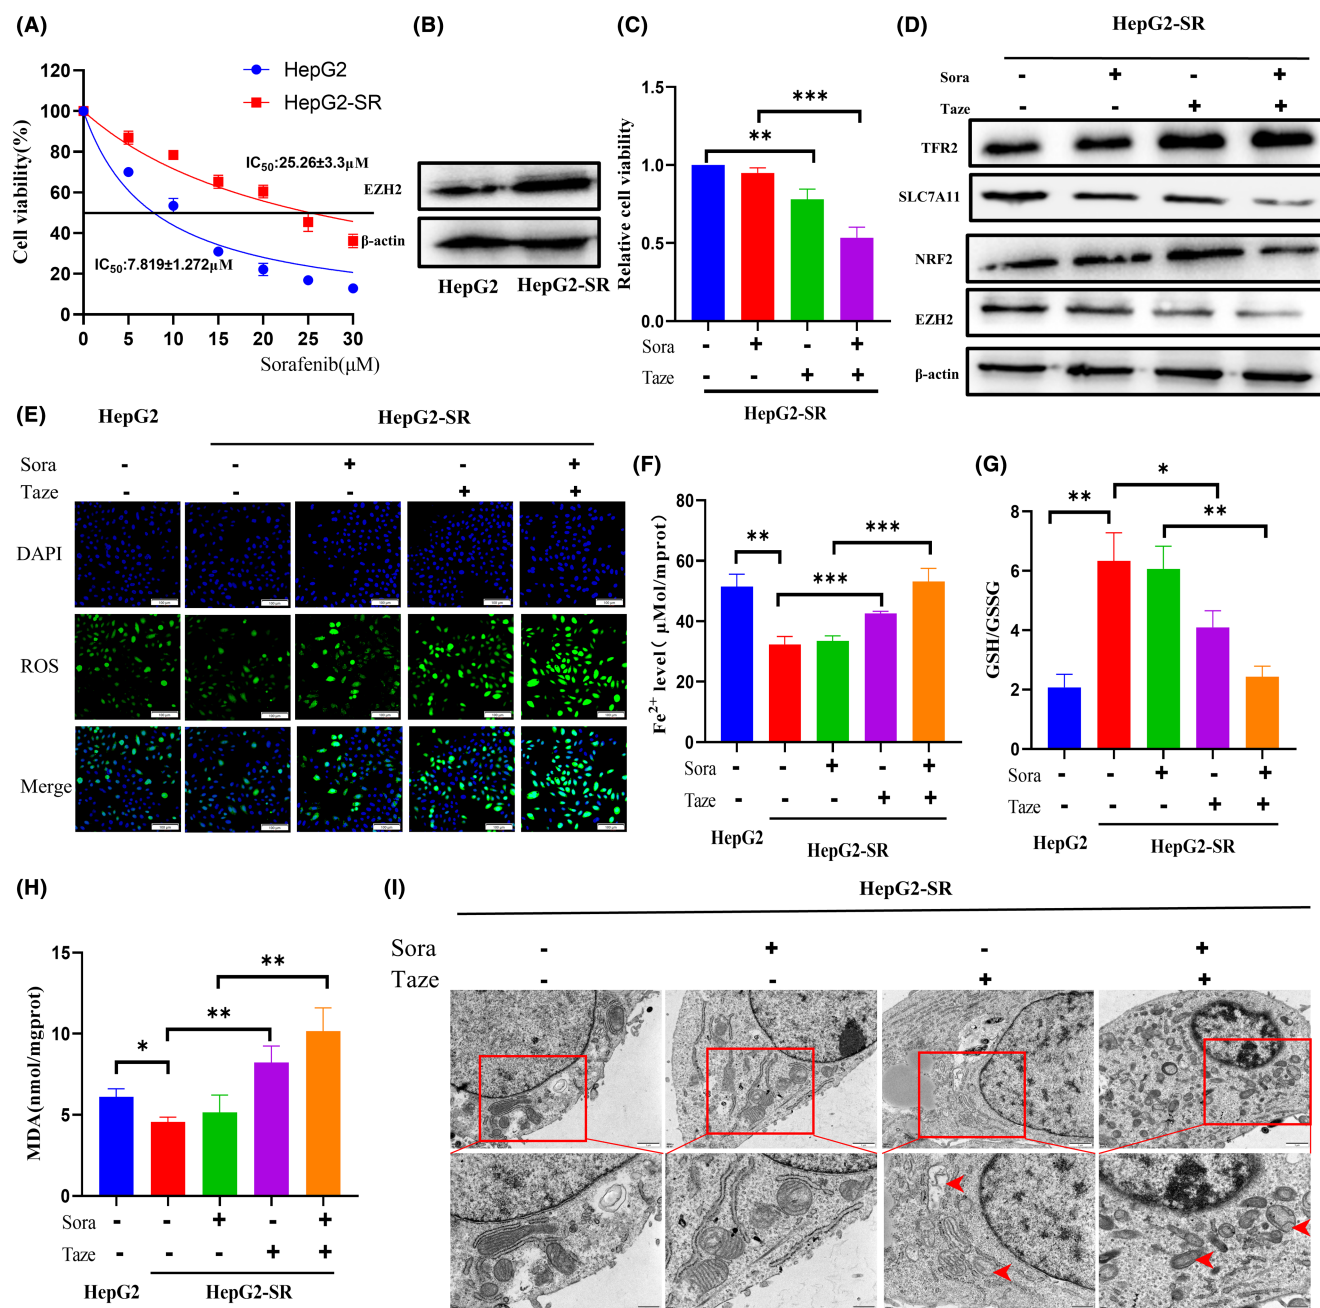 (A)
HepG2
HepG2-SR
Cell viability(%)
120
100
80
60
40
20
0
IC50:25.26±3.3μM
IC50:7.819±1.272μM
0 5 10 15 20 25 30
Sorafenib(μM)
(B)
EZH2
β-actin
HepG2 HepG2-SR
(C)
Relative cell viability
1.5
1.0
0.5
0.0
***
**
Sora - + - +
Taze - - + +
HepG2-SR
(D)
HepG2-SR
Sora - + - +
Taze - - + +
TFR2
SLC7A11
NRF2
EZH2
β-actin
(E)
HepG2 HepG2-SR
Sora - - + - +
Taze - - - + +
DAPI
ROS
Merge
(F)
Fe2+ level( μMol/mprot)
80
60
40
20
0
** *** ***
Sora - - + - +
Taze - - - + +
HepG2 HepG2-SR
(G)
GSH/GSSG
8
6
4
2
0
** * **
Sora - - + - +
Taze - - - + +
HepG2 HepG2-SR
(H)
MDA(nmol/mgprot)
15
10
5
0
* ** **
Sora - - + - +
Taze - - - + +
HepG2 HepG2-SR
(I)
HepG2-SR
Sora - + - +
Taze - - + +